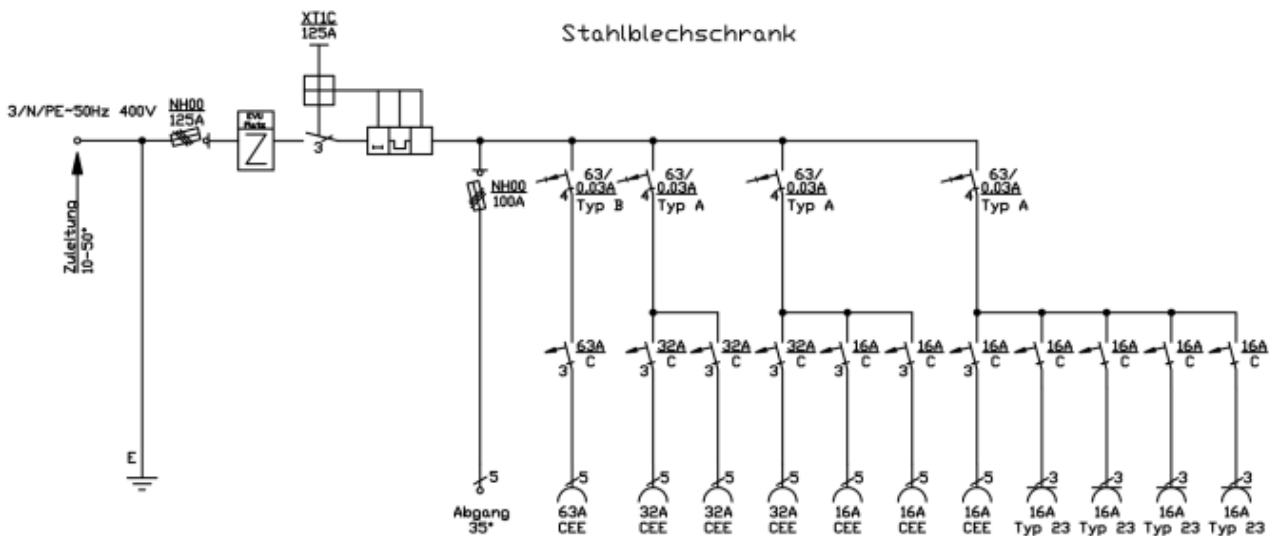 XT1C
125A
Stahlblechschrank
3/N/PE~50Hz 400V
NH00
125A
EVU
Platz
Z
3
Zuleitung
10-50°
E
NH00
100A
63/
0.03A
4
Typ B
63/
0.03A
4
Typ A
63/
0.03A
4
Typ A
63/
0.03A
4
Typ A
63A
3 C
32A
3 C
32A
3 C
32A
3 C
16A
3 C
16A
3 C
16A
3 C
16A
C
16A
C
16A
C
16A
C
5
Abgang
35°
5
63A
CEE
5
32A
CEE
5
32A
CEE
5
32A
CEE
5
16A
CEE
5
16A
CEE
5
16A
CEE
3
16A
Typ 23
3
16A
Typ 23
3
16A
Typ 23
3
16A
Typ 23